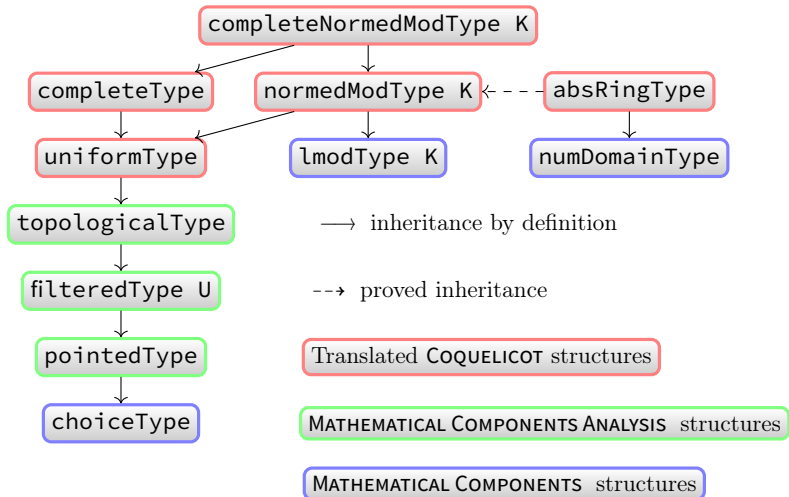 completeNormedModType K
completeType normedModType K absRingType
uniformType lmodType K numDomainType
topologicalType inheritance by definition
filteredType U proved inheritance
pointedType Translated COQUELICOT structures
choiceType MATHEMATICAL COMPONENTS ANALYSIS structures
MATHEMATICAL COMPONENTS structures